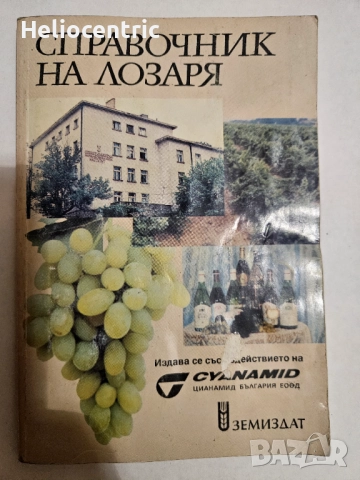 Heliocentric
СПРАВОЧНИК
НА ЛОЗАРЯ
Издава се със съдействието на
CYANAMID
ЦИАНАМИД БЪЛГАРИЯ ЕООД
ЗЕМИЗДАТ
bazar